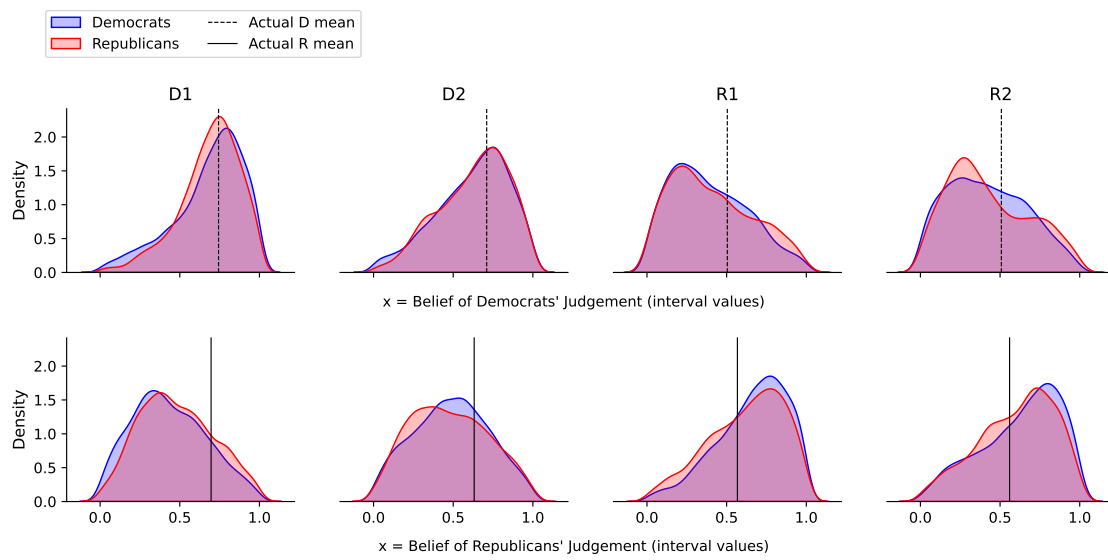 Democrats
Republicans
Actual D mean
Actual R mean
D1 D2 R1 R2
Density
2.0
1.5
1.0
0.5
0.0
x = Belief of Democrats' Judgement (interval values)
Density
2.0
1.5
1.0
0.5
0.0
0.0 0.5 1.0 0.0 0.5 1.0 0.0 0.5 1.0 0.0 0.5 1.0
x = Belief of Republicans' Judgement (interval values)